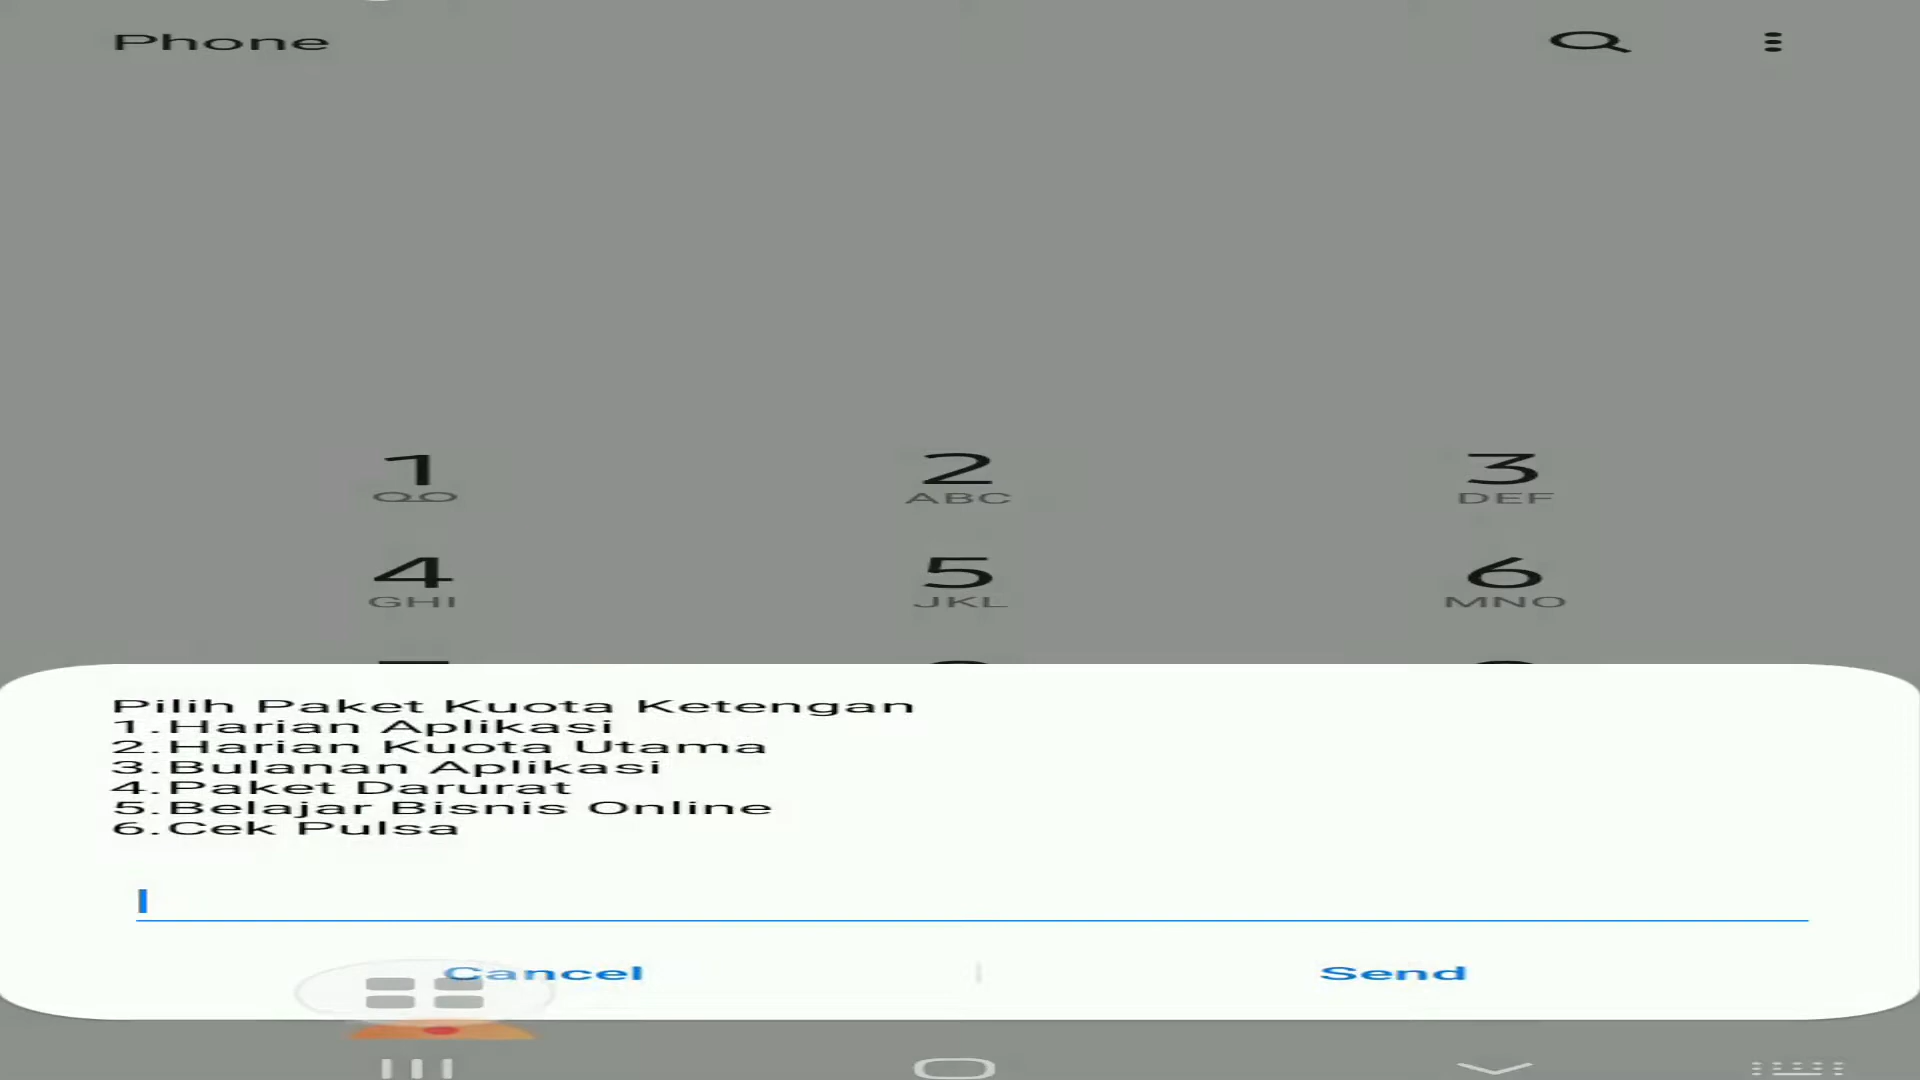 Phone
1
2
ABC
3
DEF
4
GHI
5
JKL
6
MNO
Pilih Paket Kuota Ketengan
1.Harian Aplikasi
2.Harian Kuota Utama
3.Bulanan Aplikasi
4.Paket Darurat
5.Belajar Bisnis Online
6.Cek Pulsa
Cancel
Send